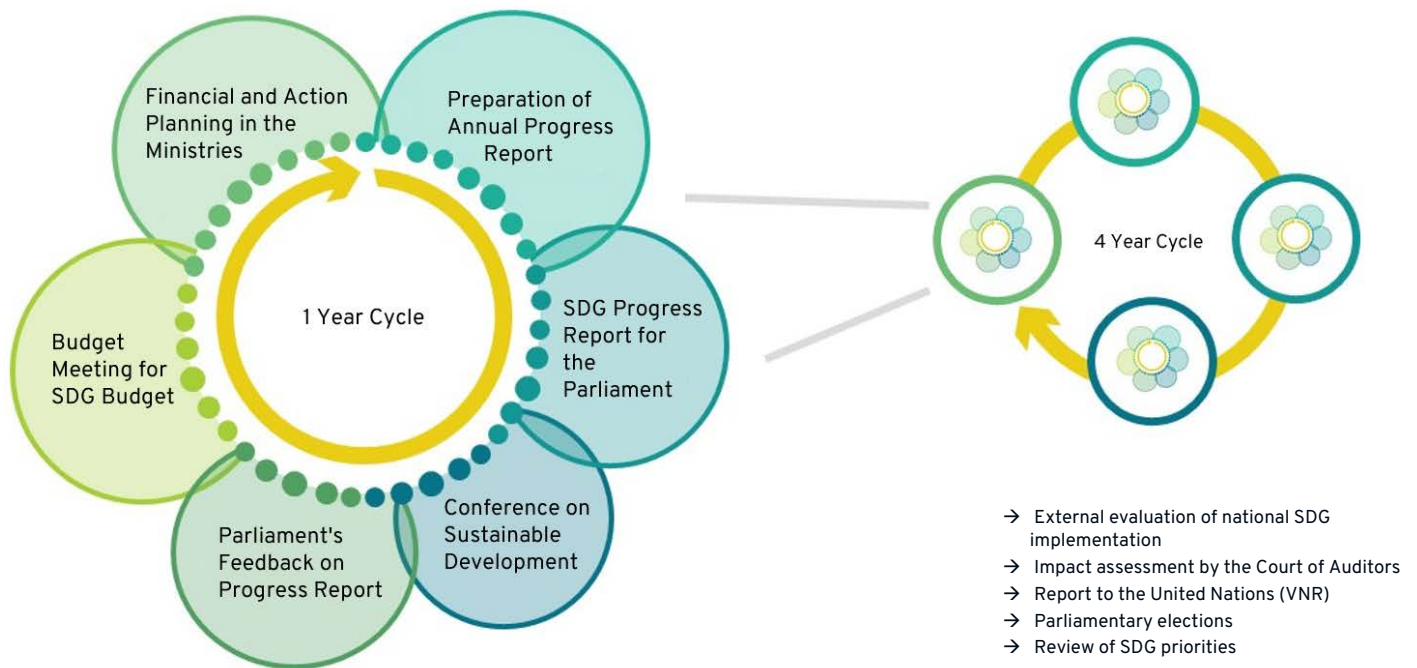 Financial and Action
Planning in the
Ministries
Preparation of
Annual Progress
Report
SDG Progress
Report for
the
Parliament
Conference on
Sustainable
Development
Parliament's
Feedback on
Progress Report
Budget
Meeting for
SDG Budget
1 Year Cycle
4 Year Cycle
→ External evaluation of national SDG
implementation
→ Impact assessment by the Court of Auditors
→ Report to the United Nations (VNR)
→ Parliamentary elections
→ Review of SDG priorities